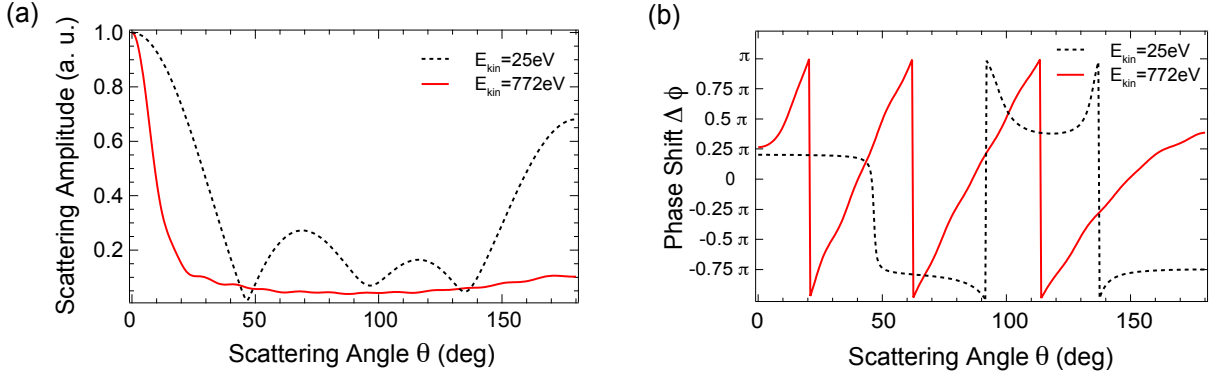 (a)
Scattering Amplitude (a. u.)
1.0
0.8
0.6
0.4
0.2
0
50
100
150
Scattering Angle θ (deg)
E_kin=25eV
E_kin=772eV
(b)
Phase Shift Δ ϕ
π
0.75 π
0.5 π
0.25 π
0
-0.25 π
-0.5 π
-0.75 π
0
50
100
150
Scattering Angle θ (deg)
E_kin=25eV
E_kin=772eV